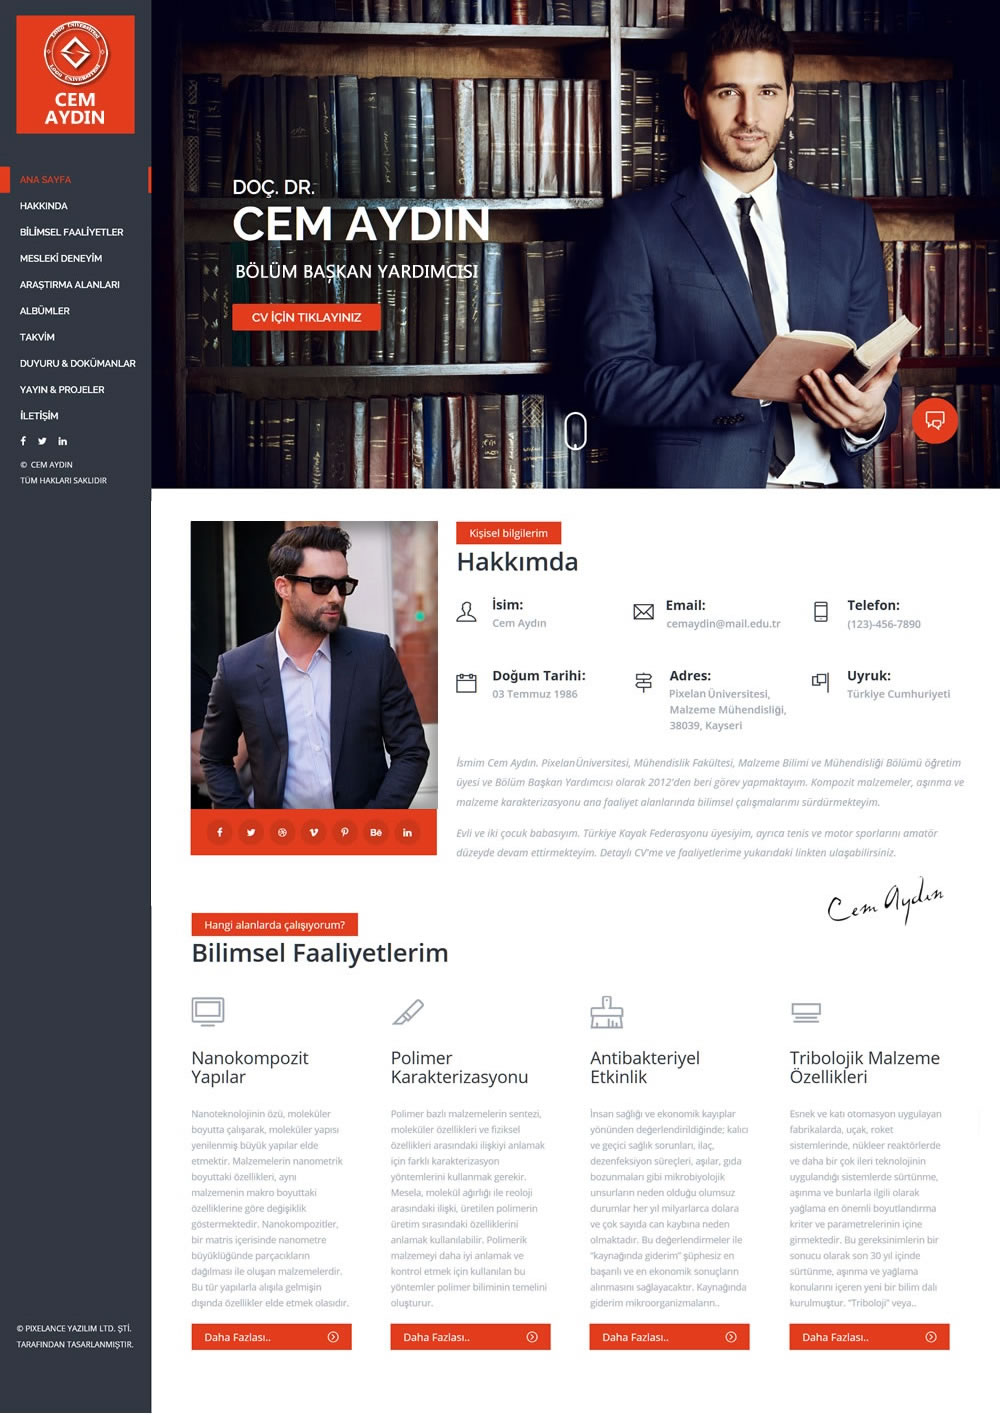 LOGO ÜNİVERSİTESİ
LOGO ÜNİVERSİTESİ
CEM
AYDIN
ANA SAYFA
HAKKINDA
BİLİMSEL FAALİYETLER
MESLEKİ DENEYİM
ARAŞTIRMA ALANLARI
ALBÜMLER
TAKVİM
DUYURU & DOKÜMANLAR
YAYIN & PROJELER
İLETİŞİM
© CEM AYDIN
TÜM HAKLARI SAKLIDIR
DOÇ. DR.
CEM AYDIN
BÖLÜM BAŞKAN YARDIMCISI
CV İÇİN TIKLAYINIZ
Kişisel bilgilerim
Hakkımda
İsim:
Cem Aydın
Email:
cemaydin@mail.edu.tr
Telefon:
(123)-456-7890
Doğum Tarihi:
03 Temmuz 1986
Adres:
Pixelan Üniversitesi,
Malzeme Mühendisliği,
38039, Kayseri
Uyruk:
Türkiye Cumhuriyeti
İsmim Cem Aydın. Pixelan Üniversitesi, Mühendislik Fakültesi, Malzeme Bilimi ve Mühendisliği Bölümü öğretim
üyesi ve Bölüm Başkan Yardımcısı olarak 2012'den beri görev yapmaktayım. Kompozit malzemeler, aşınma ve
malzeme karakterizasyonu ana faaliyet alanlarında bilimsel çalışmalarımı sürdürmekteyim.
Evli ve iki çocuk babasıyım. Türkiye Kayak Federasyonu üyesiyim, ayrıca tenis ve motor sporlarını amatör
düzeyde devam ettirmekteyim. Detaylı CV'me ve faaliyetlerime yukarıdaki linkten ulaşabilirsiniz.
Cem Aydın
Hangi alanlarda çalışıyorum?
Bilimsel Faaliyetlerim
Nanokompozit
Yapılar
Nanoteknolojinin özü, moleküler
boyutta çalışarak, moleküler yapısı
yenilenmiş büyük yapılar elde
etmektir. Malzemelerin nanometrik
boyuttaki özellikleri, aynı
malzemenin makro boyuttaki
özelliklerine göre değişiklik
göstermektedir. Nanokompozitler,
bir matris içerisinde nanometre
büyüklüğünde parçacıkların
dağılması ile oluşan malzemelerdir.
Bu tür yapılarla alışıla gelmişin
dışında özellikler elde etmek olasıdır.
Daha Fazlası..
Polimer
Karakterizasyonu
Polimer bazlı malzemelerin sentezi,
moleküler özellikleri ve fiziksel
özellikleri arasındaki ilişkiyi anlamak
için farklı karakterizasyon
yöntemlerini kullanmak gerekir.
Mesela, molekül ağırlığı ile reoloji
arasındaki ilişki, üretilen polimerin
üretim sırasındaki özelliklerini
anlamak kullanılabilir. Polimerik
malzemeyi daha iyi anlamak ve
kontrol etmek için kullanılan bu
yöntemler polimer biliminin temelini
oluşturur.
Daha Fazlası..
Antibakteriyel
Etkinlik
İnsan sağlığı ve ekonomik kayıplar
yönünden değerlendirildiğinde; kalıcı
ve geçici sağlık sorunları, ilaç,
dezenfeksiyon süreçleri, aşılar, gıda
bozunmaları gibi mikrobiyolojik
unsurların neden olduğu olumsuz
durumlar her yıl milyarlarca dolara
ve çok sayıda can kaybına neden
olmaktadır. Bu değerlendirmeler ile
"kaynağında giderim" şüphesiz en
başarılı ve en ekonomik sonuçların
alınmasını sağlayacaktır. Kaynağında
giderim mikroorganizmaların..
Daha Fazlası..
Tribolojik Malzeme
Özellikleri
Esnek ve katı otomasyon uygulayan
fabrikalarda, uçak, roket
sistemlerinde, nükleer reaktörlerde
ve daha bir çok ileri teknolojinin
uygulandığı sistemlerde sürtünme,
aşınma ve bunlarla ilgili olarak
yağlama en önemli boyutlandırma
kriter ve parametrelerinin içine
girmektedir. Bu gereksinimlerin bir
sonucu olarak son 30 yıl içinde
sürtünme, aşınma ve yağlama
konularını içeren yeni bir bilim dalı
kurulmuştur. "Triboloji" veya..
Daha Fazlası..
© PIXELANCE YAZILIM LTD. ŞTİ.
TARAFINDAN TASARLANMIŞTIR.